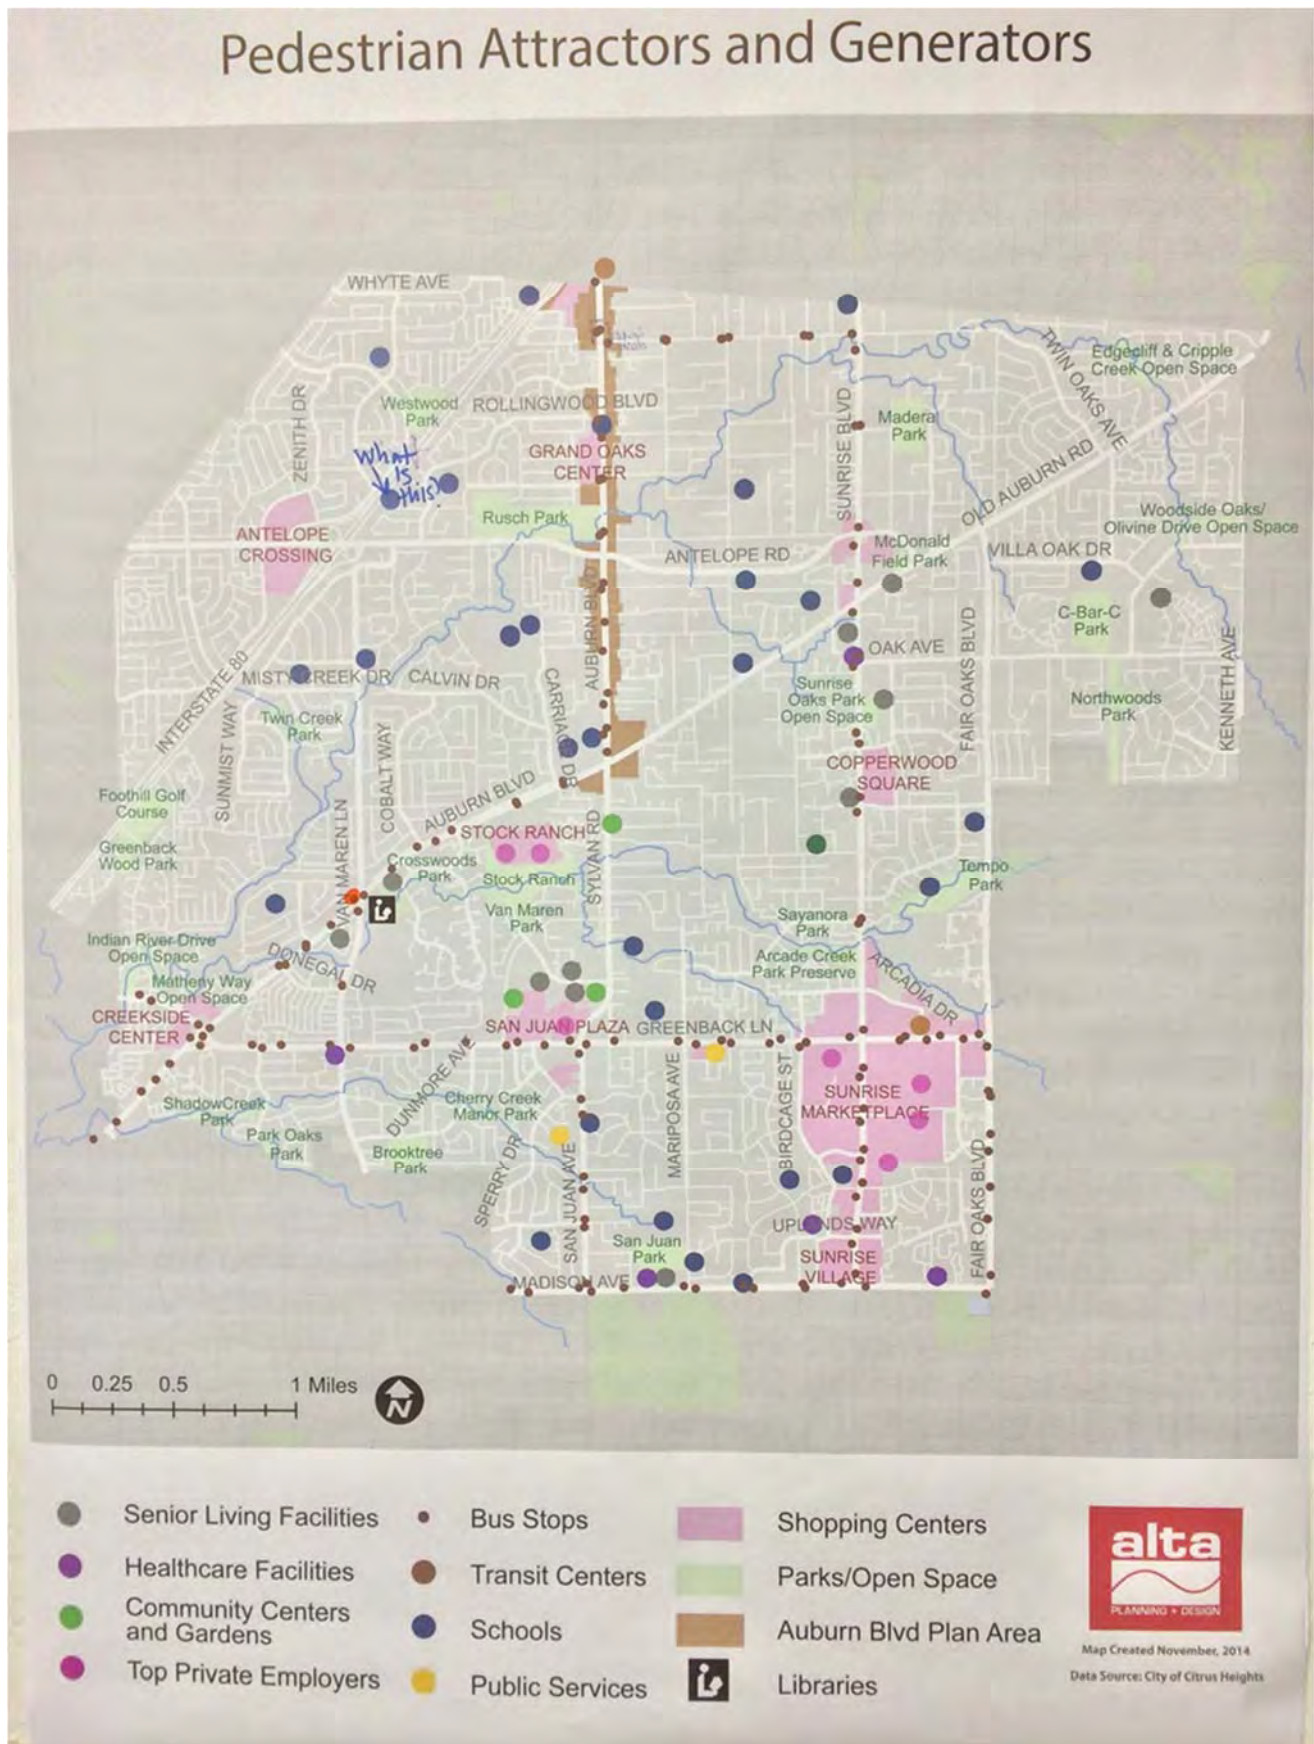 Pedestrian Attractors and Generators
WHYTE AVE
TWIN OAKS AVE
Edgecliff & Cripple
Creek Open Space
ZENITH DR
Westwood
Park
ROLLINGWOOD BLVD
SUNRISE BLVD
Madera
Park
What
Is
this?
GRAND OAKS
CENTER
OLD AUBURN RD
Rusch Park
Woodside Oaks/
Olivine Drive Open Space
ANTELOPE
CROSSING
ANTELOPE RD
McDonald
Field Park
VILLA OAK DR
AUBURN BLVD
C-Bar-C
Park
OAK AVE
FAIR OAKS BLVD
KENNETH AVE
INTERSTATE 80
MISTY CREEK DR
CALVIN DR
CARRIAGE DR
Sunrise
Oaks Park
Open Space
Northwoods
Park
SUNMIST WAY
Twin Creek
Park
COBALT WAY
COPPERWOOD
SQUARE
Foothill Golf
Course
VAN MAREN LN
AUBURN BLVD
STOCK RANCH
SYLVAN RD
Greenback
Wood Park
Crosswoods
Park
Stock Ranch
Tempo
Park
Van Maren
Park
Sayanora
Park
Indian River Drive
Open Space
DONEGAL DR
Arcade Creek
Park Preserve
ARCADIA DR
Matheny Way
Open Space
CREEKSIDE
CENTER
SAN JUAN PLAZA
GREENBACK LN
DUNMORE AVE
MARIPOSA AVE
BIRDCAGE ST
SUNRISE
MARKETPLACE
ShadowCreek
Park
Cherry Creek
Manor Park
Park Oaks
Park
Brooktree
Park
SPERRY DR
SAN JUAN AVE
FAIR OAKS BLVD
UPLANDS WAY
San Juan
Park
SUNRISE
VILLAGE
MADISON AVE
0 0.25 0.5 1 Miles
N
Senior Living Facilities
Healthcare Facilities
Community Centers
and Gardens
Top Private Employers
Bus Stops
Transit Centers
Schools
Public Services
Shopping Centers
Parks/Open Space
Auburn Blvd Plan Area
Libraries
alta
PLANNING + DESIGN
Map Created November, 2014
Data Source: City of Citrus Heights